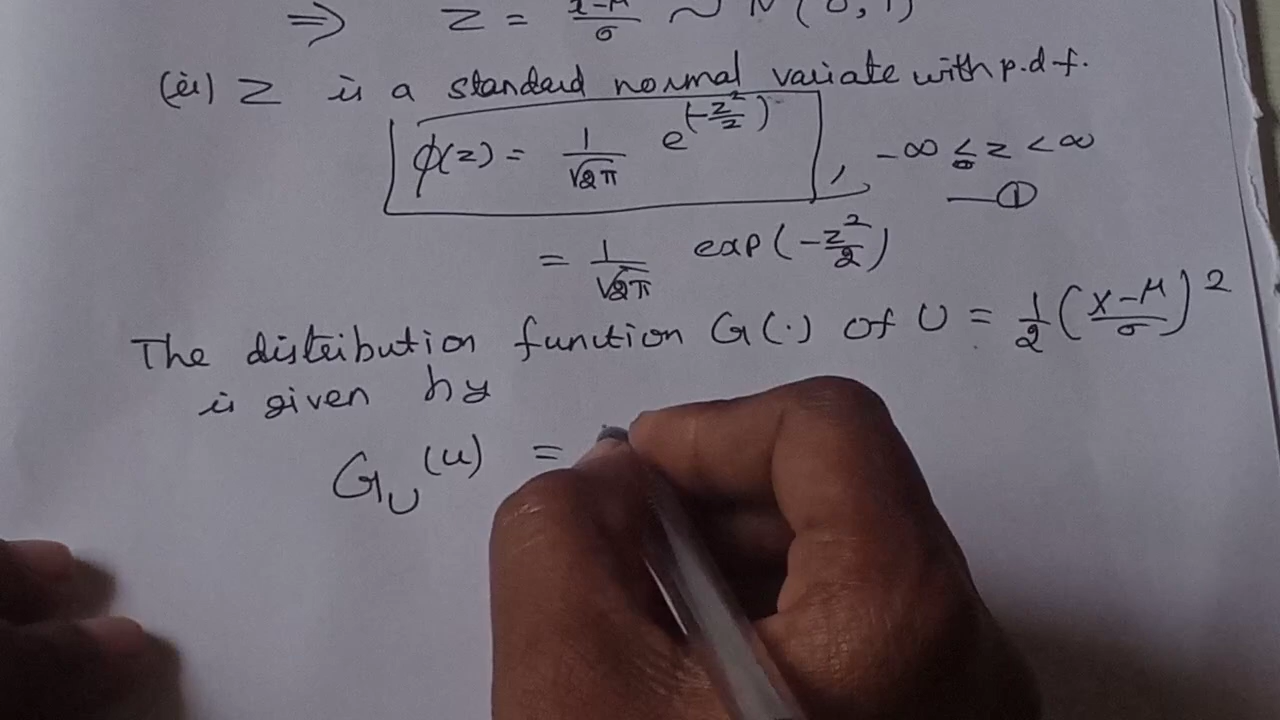 ⇒ Z = x-μ/σ ~ N(0,1)
(ii) Z is a standard normal variate with p.d.f.
φ(z) = 1/√2π e^(-z²/2), -∞ ≤ z < ∞
—①
= 1/√2π exp(-z²/2)
The distribution function G(.) of U = 1/2 (X-μ/σ)²
is given by
G_U(u) =